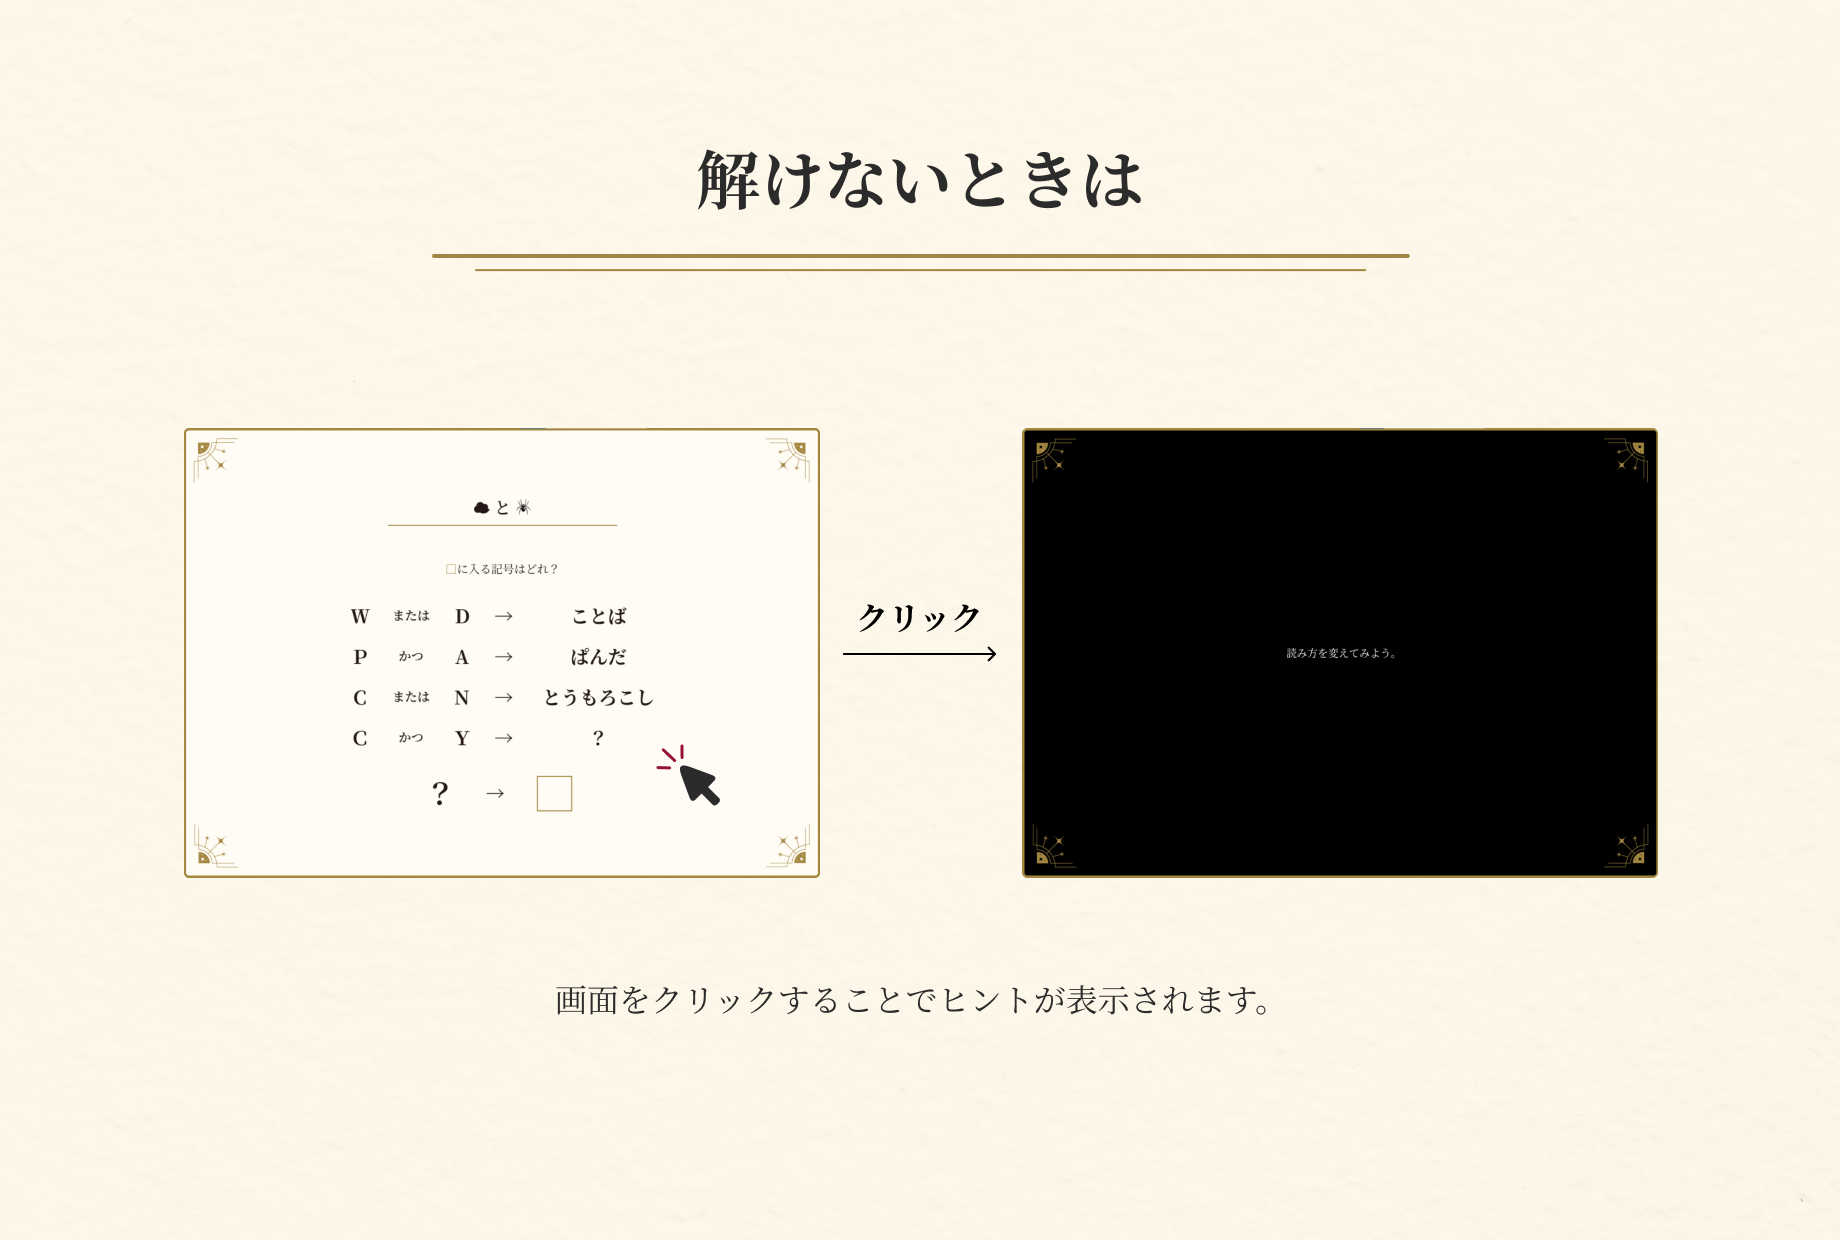 解けないときは
と
□に入る記号はどれ？
W または D → ことば
P かつ A → ぱんだ
C または N → とうもろこし
C かつ Y → ？
？ → □
クリック
読み方を変えてみよう。
画面をクリックすることでヒントが表示されます。